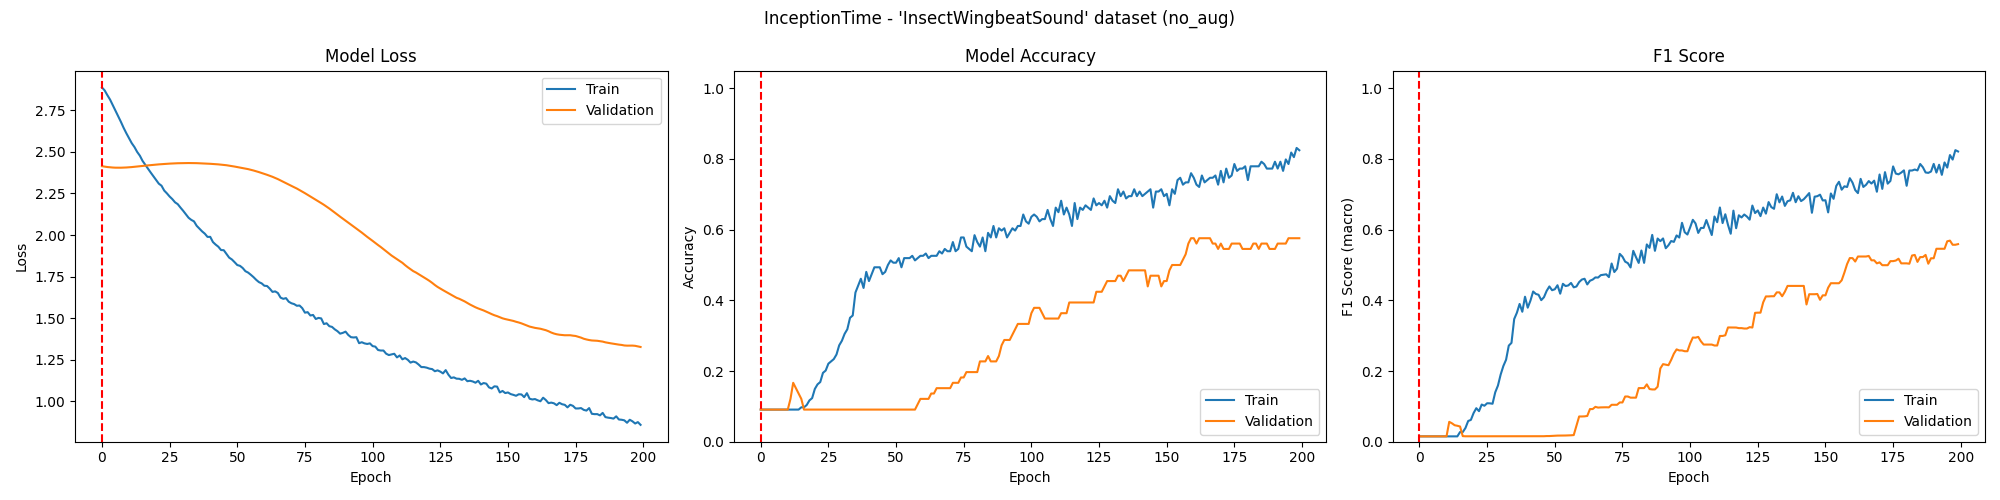 InceptionTime - 'InsectWingbeatSound' dataset (no_aug)
Model Loss
Loss
2.75
2.50
2.25
2.00
1.75
1.50
1.25
1.00
0
25
50
75
100
125
150
175
200
Epoch
Train
Validation
Model Accuracy
Accuracy
1.0
0.8
0.6
0.4
0.2
0.0
0
25
50
75
100
125
150
175
200
Epoch
Train
Validation
F1 Score
F1 Score (macro)
1.0
0.8
0.6
0.4
0.2
0.0
0
25
50
75
100
125
150
175
200
Epoch
Train
Validation